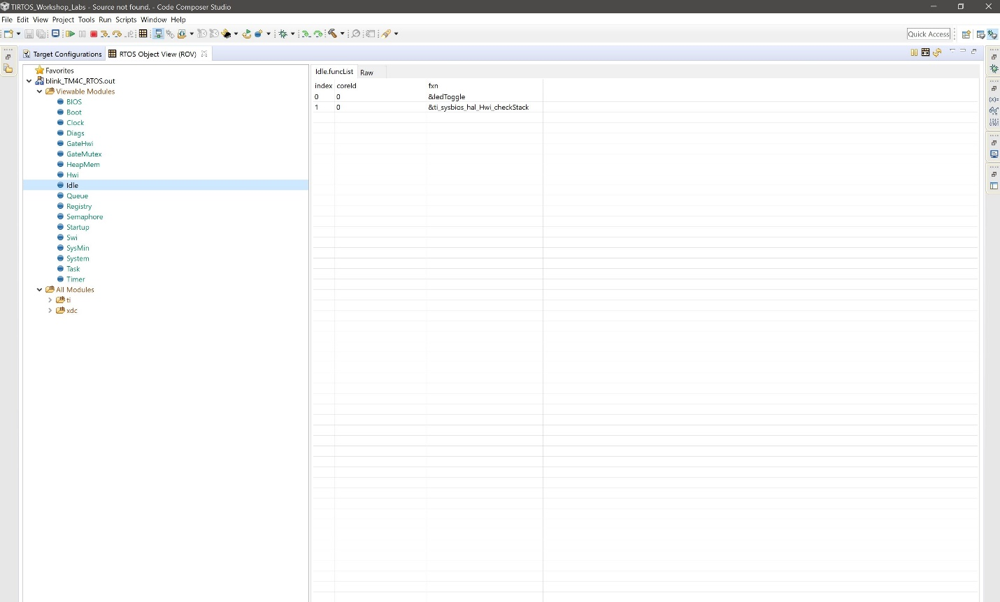 TIRTOS_Workshop_Labs - Source not found. - Code Composer Studio
File Edit View Project Tools Run Scripts Window Help
Quick Access
Target Configurations RTOS Object View (ROV)
Favorites
blink_TM4C_RTOS.out
Viewable Modules
BIOS
Boot
Clock
Diags
GateHwi
GateMutex
HeapMem
Hwi
Idle
Queue
Registry
Semaphore
Startup
Swi
SysMin
System
Task
Timer
All Modules
ti
xdc
Idle.funcList Raw
index coreId fxn
0 0 &ledToggle
1 0 &ti_sysbios_hal_Hwi_checkStack
(x)=
1010
0101